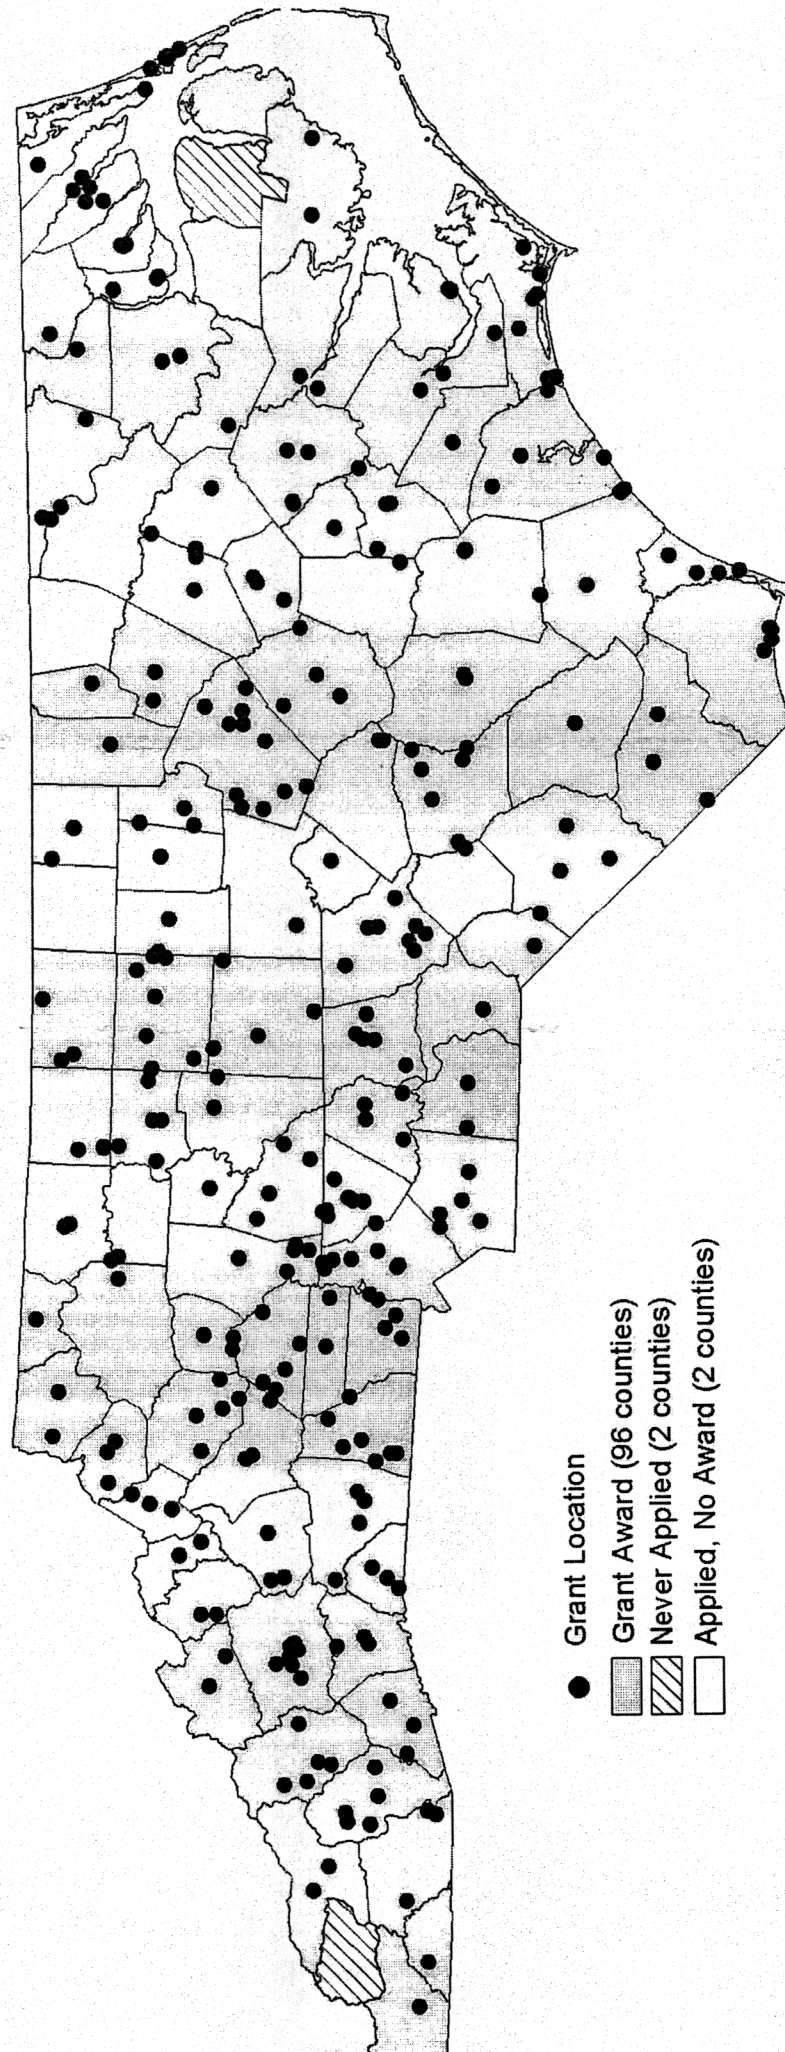 Grant Location
Grant Award (96 counties)
Never Applied (2 counties)
Applied, No Award (2 counties)